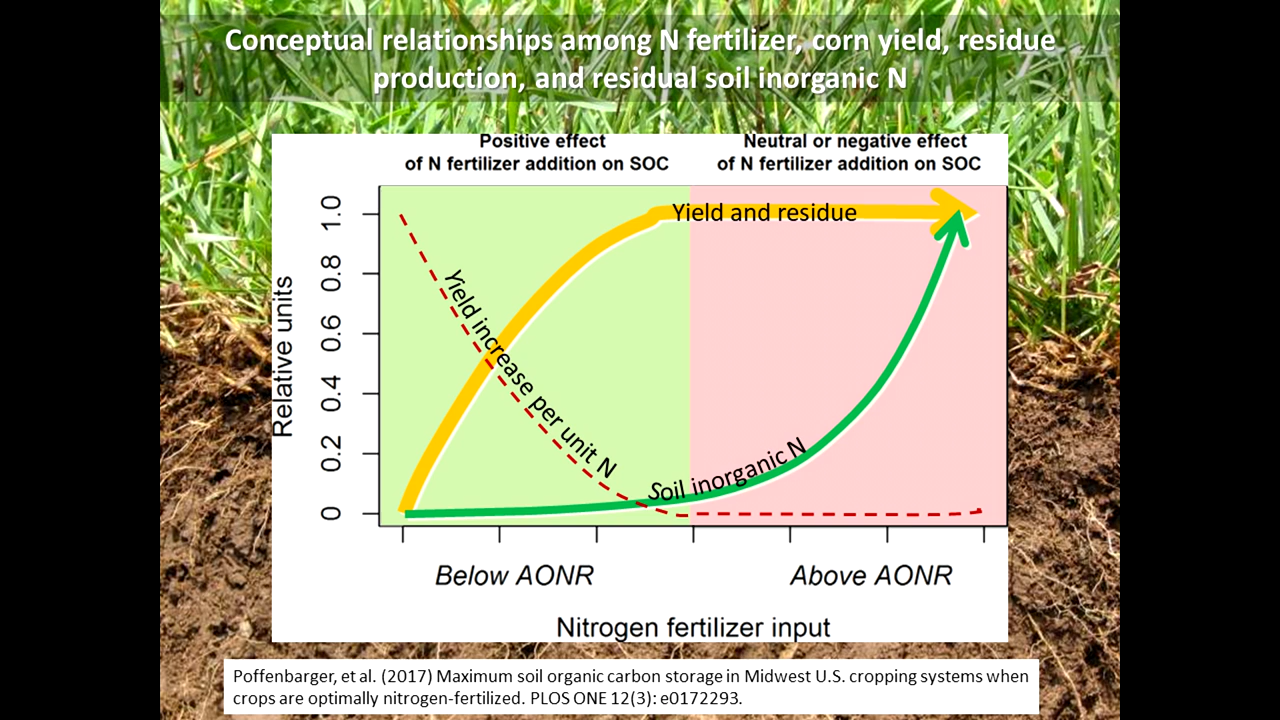 Conceptual relationships among N fertilizer, corn yield, residue
production, and residual soil inorganic N
Positive effect
of N fertilizer addition on SOC
Neutral or negative effect
of N fertilizer addition on SOC
Relative units
1.0
0.8
0.6
0.4
0.2
0
Yield and residue
Yield increase per unit N
Soil inorganic N
Below AONR
Above AONR
Nitrogen fertilizer input
Poffenbarger, et al. (2017) Maximum soil organic carbon storage in Midwest U.S. cropping systems when
crops are optimally nitrogen-fertilized. PLOS ONE 12(3): e0172293.